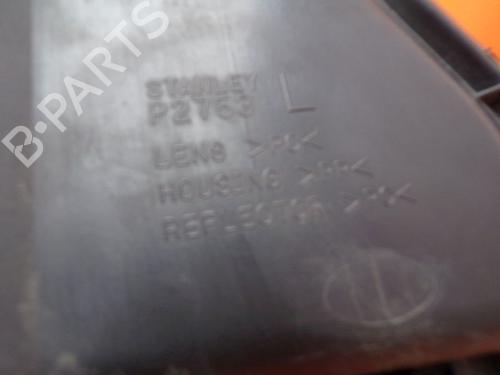 B-PARTS
STANLEY
P2763 L
LENS >PC<
HOUSING >PP<
REFLECTOR >PC<